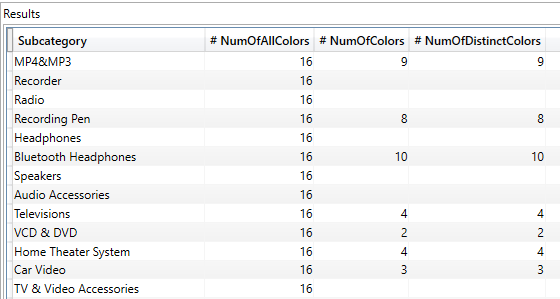 Results
Subcategory # NumOfAllColors # NumOfColors # NumOfDistinctColors
MP4&MP3 16 9 9
Recorder 16
Radio 16
Recording Pen 16 8 8
Headphones 16
Bluetooth Headphones 16 10 10
Speakers 16
Audio Accessories 16
Televisions 16 4 4
VCD & DVD 16 2 2
Home Theater System 16 4 4
Car Video 16 3 3
TV & Video Accessories 16